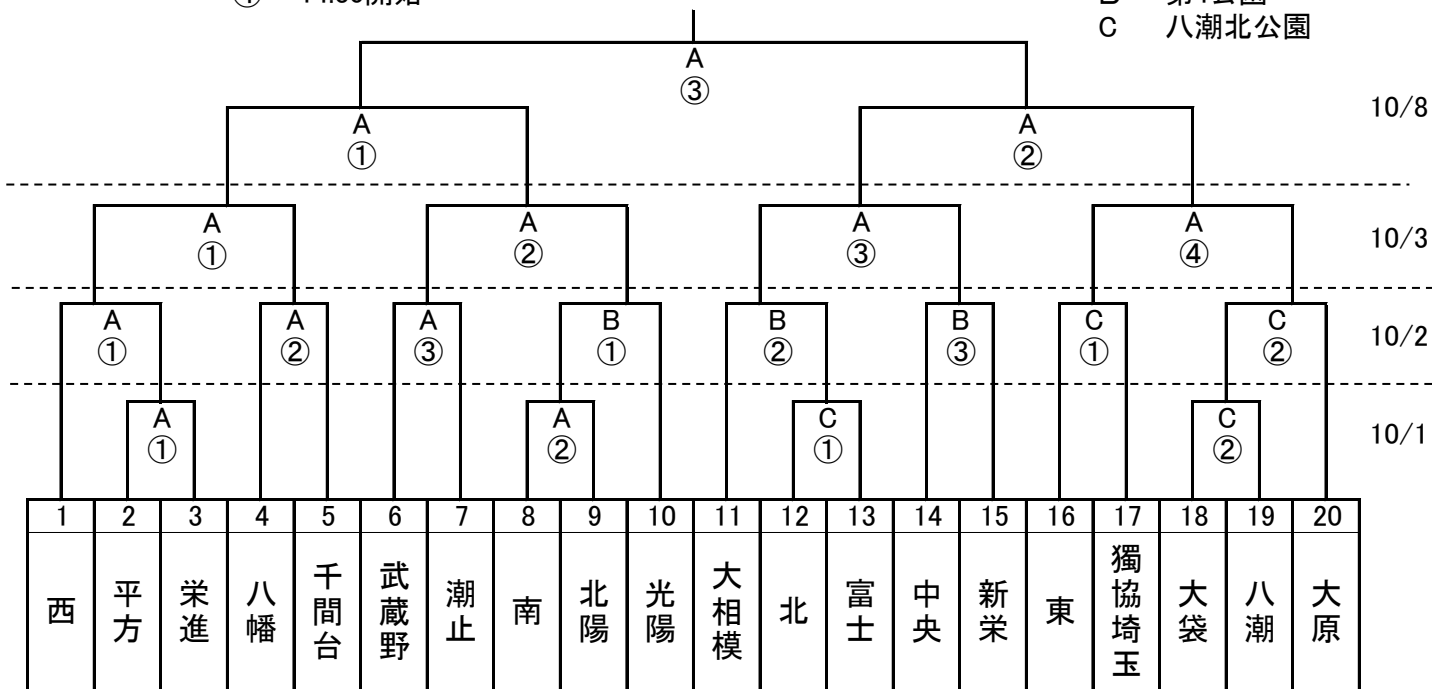 C 八潮北公園
A
③
10/8
A A
① ②
A A A A
① ② ③ ④
10/3
A A A B B B C C
① ② ③ ① ② ③ ① ②
10/2
A A C C
① ② ① ②
10/1
1 2 3 4 5 6 7 8 9 10 11 12 13 14 15 16 17 18 19 20
西 平方 栄進 八幡 千間台 武蔵野 潮止 南 北陽 光陽 大相模 北 富士 中央 新栄 東 獨協埼玉 大袋 八潮 大原